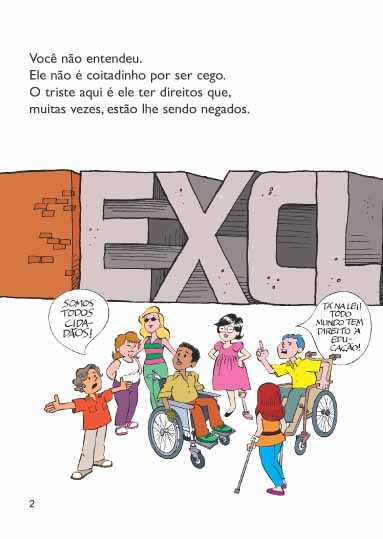 Você não entendeu.
Ele não é coitadinho por ser cego.
O triste aqui é ele ter direitos que,
muitas vezes, estão lhe sendo negados.
EXCL
SOMOS
TODOS
CIDA-
DÃOS!
TÁ NA LEI!
TODO
MUNDO TEM
DIREITO À
EDU-
CAÇÃO!
2